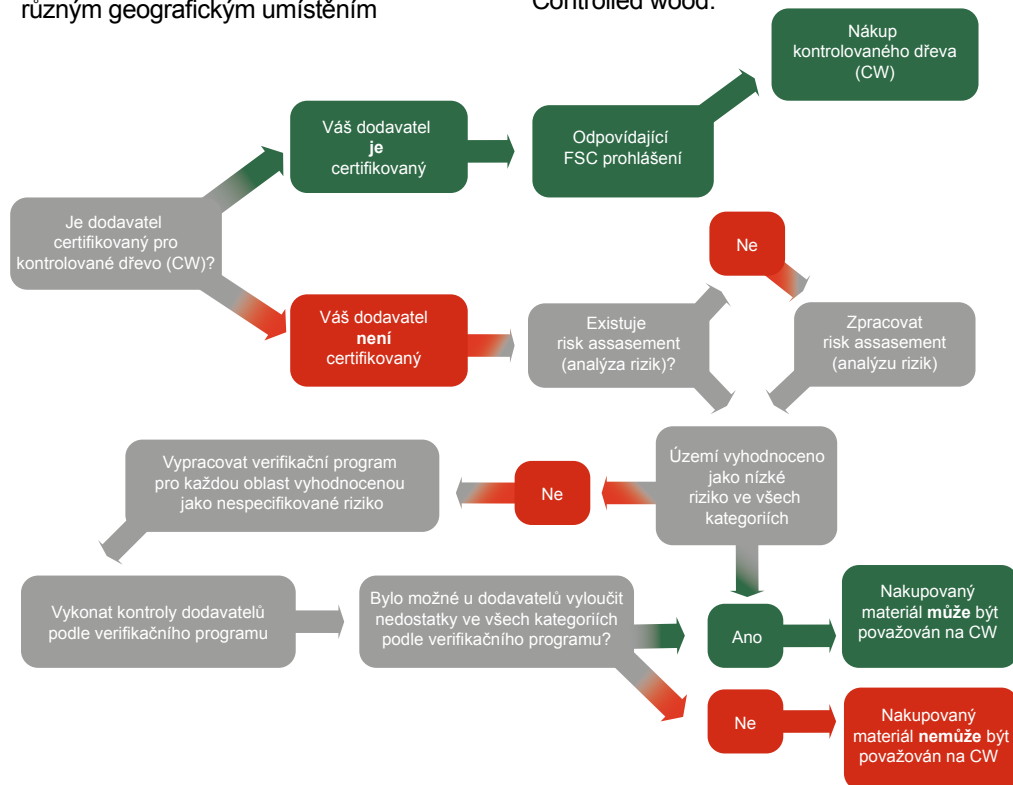 různým geografickým umístěním
Controlled wood.
Nákup
kontrolovaného dřeva
(CW)
Váš dodavatel
je
certifikovaný
Odpovídající
FSC prohlášení
Je dodavatel
certifikovaný pro
kontrolované dřevo (CW)?
Ne
Váš dodavatel
není
certifikovaný
Existuje
risk assasement
(analýza rizik)?
Zpracovat
risk assasement
(analýzu rizik)
Vypracovat verifikační program
pro každou oblast vyhodnocenou
jako nespecifikované riziko
Ne
Území vyhodnoceno
jako nízké
riziko ve všech
kategoriích
Vykonat kontroly dodavatelů
podle verifikačního programu
Bylo možné u dodavatelů vyloučit
nedostatky ve všech kategoriích
podle verifikačního programu?
Ano
Nakupovaný
materiál může být
považován na CW
Ne
Nakupovaný
materiál nemůže být
považován na CW